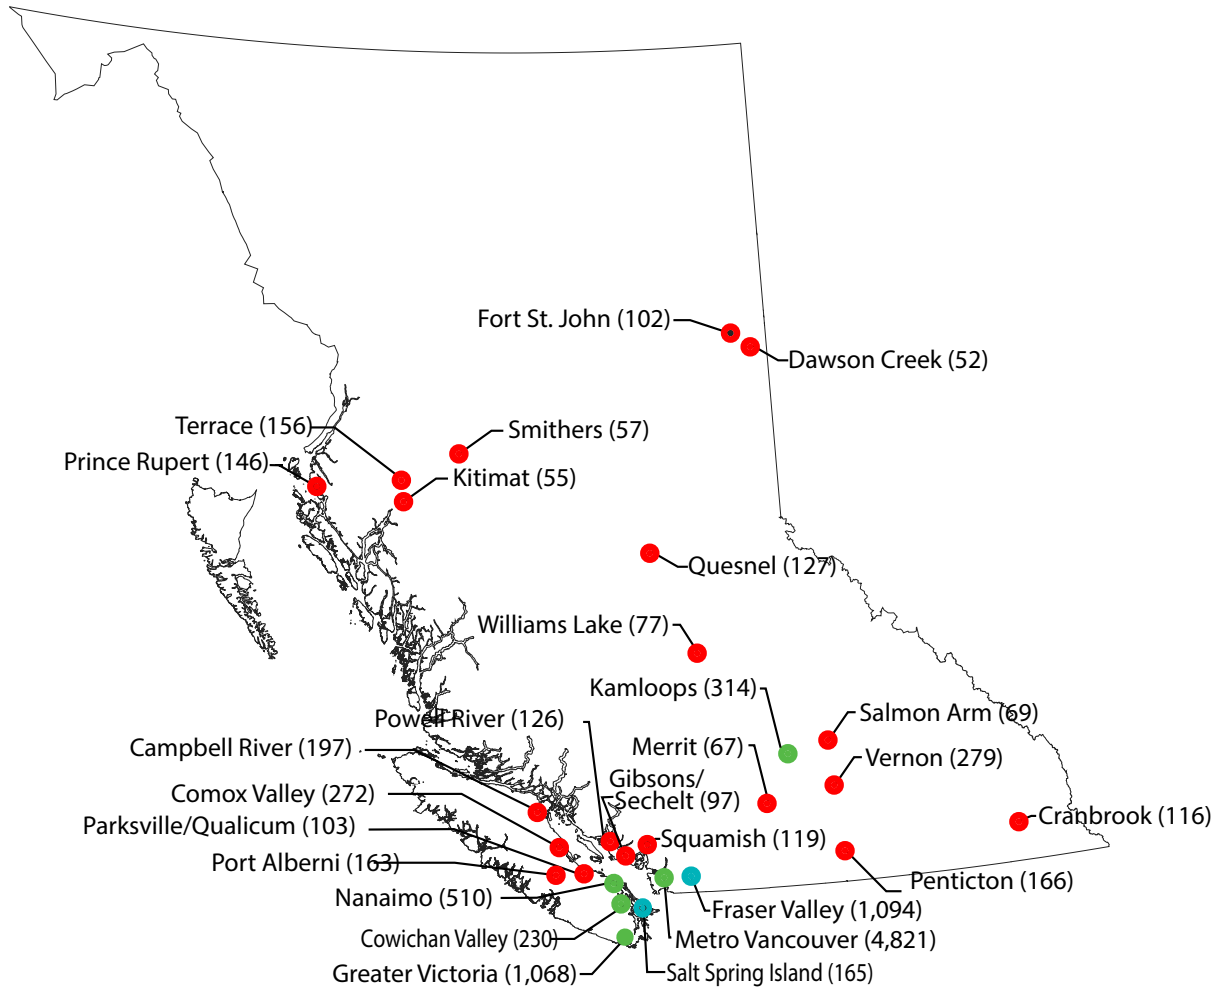 Fort St. John (102)
Dawson Creek (52)
Terrace (156)
Smithers (57)
Prince Rupert (146)
Kitimat (55)
Quesnel (127)
Williams Lake (77)
Kamloops (314)
Powell River (126)
Salmon Arm (69)
Campbell River (197)
Merrit (67)
Vernon (279)
Gibsons/
Sechelt (97)
Comox Valley (272)
Cranbrook (116)
Parksville/Qualicum (103)
Squamish (119)
Port Alberni (163)
Penticton (166)
Nanaimo (510)
Fraser Valley (1,094)
Cowichan Valley (230)
Metro Vancouver (4,821)
Greater Victoria (1,068)
Salt Spring Island (165)